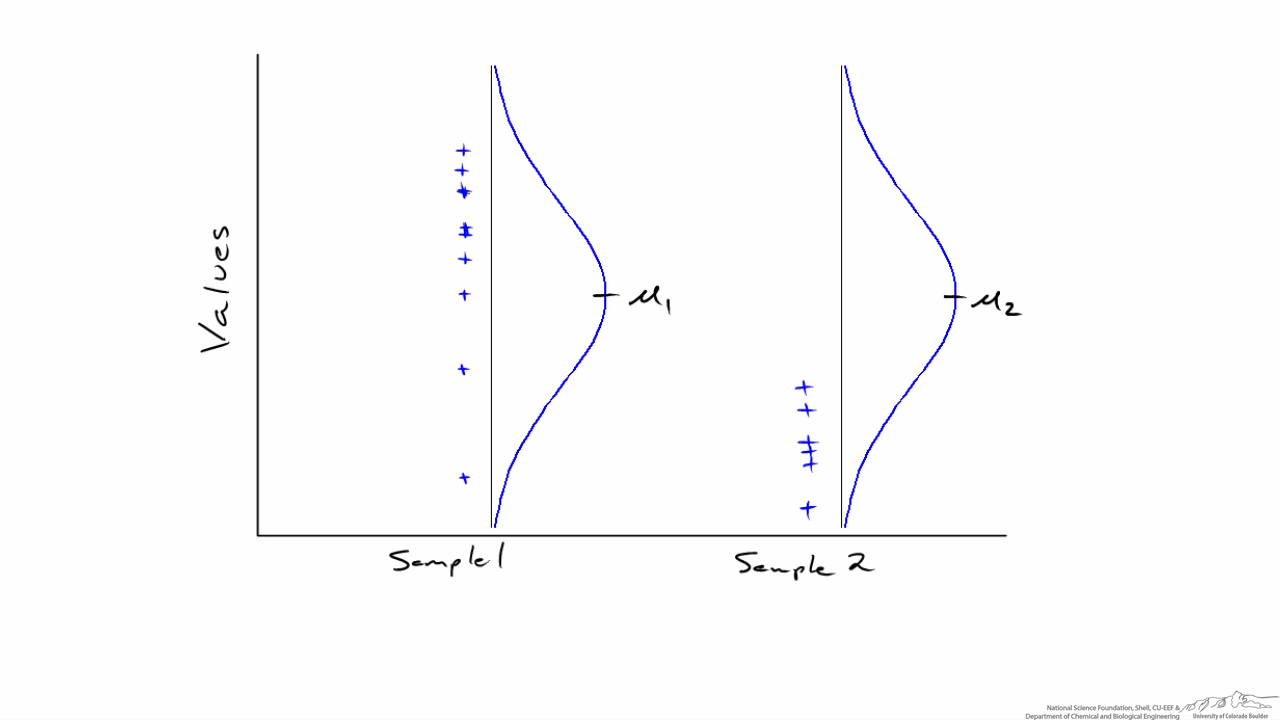 Values
μ1
μ2
Sample 1
Sample 2
National Science Foundation, Shell, CU-EEF &
Department of Chemical and Biological Engineering
University of Colorado Boulder